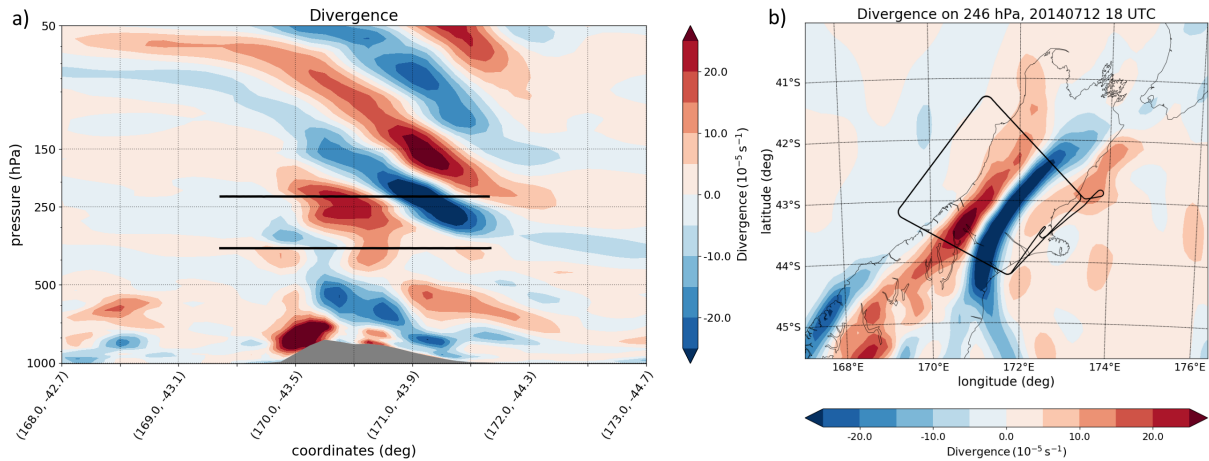 a)
Divergence
50
150
250
400
500
1000
pressure (hPa)
(168.0, -42.7)
(169.0, -43.1)
(170.0, -43.5)
(171.0, -43.9)
(172.0, -44.3)
(173.0, -44.7)
coordinates (deg)
20.0
10.0
0.0
-10.0
-20.0
Divergence (10⁻⁵ s⁻¹)
b)
Divergence on 246 hPa, 20140712 18 UTC
41°S
42°S
43°S
44°S
45°S
latitude (deg)
168°E 170°E 172°E 174°E 176°E
longitude (deg)
-20.0 -10.0 0.0 10.0 20.0
Divergence (10⁻⁵ s⁻¹)